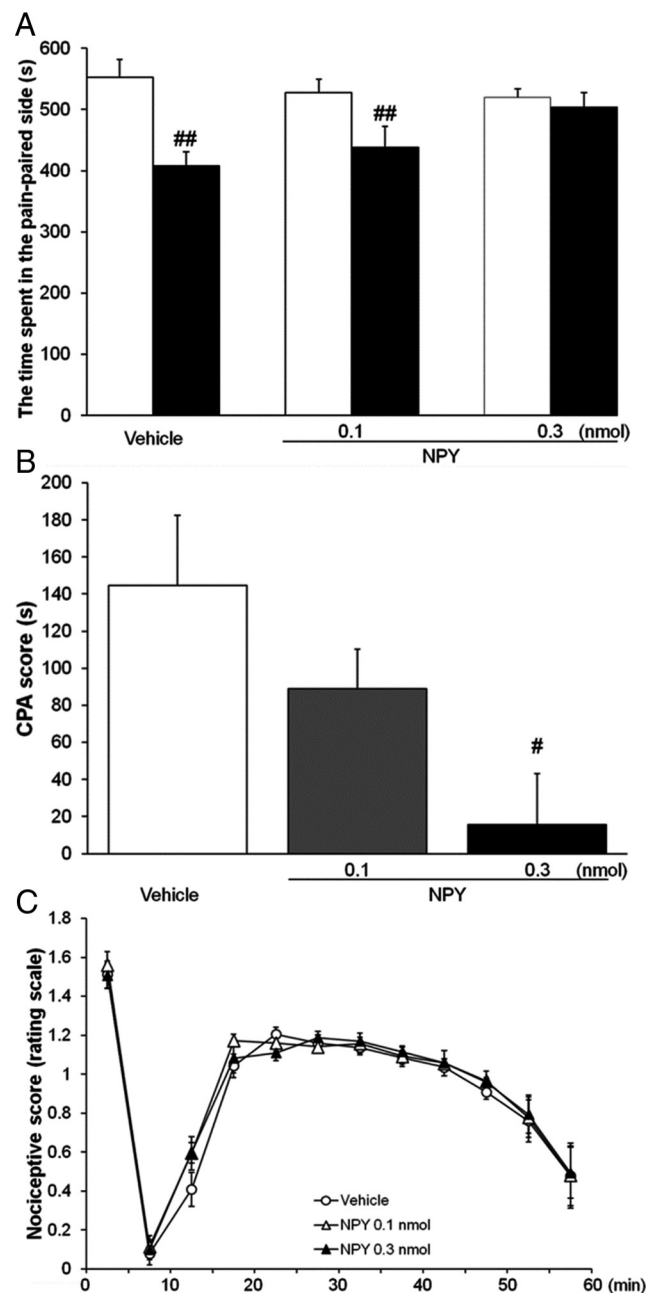 A
The time spent in the pain-paired side (s)
600
500
400
300
200
100
0
##
##
Vehicle
0.1
0.3 (nmol)
NPY
B
CPA score (s)
200
180
160
140
120
100
80
60
40
20
0
#
Vehicle
0.1
0.3 (nmol)
NPY
C
Nociceptive score (rating scale)
1.8
1.6
1.4
1.2
1
0.8
0.6
0.4
0.2
0
Vehicle
NPY 0.1 nmol
NPY 0.3 nmol
0 10 20 30 40 50 60 (min)